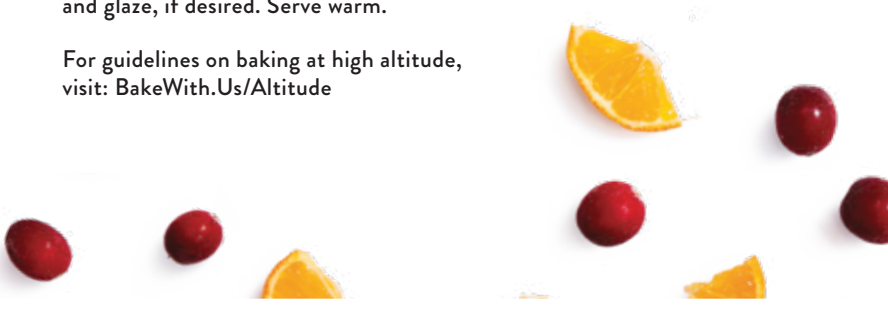 and glaze, if desired. Serve warm.
For guidelines on baking at high altitude,
visit: BakeWith.Us/Altitude